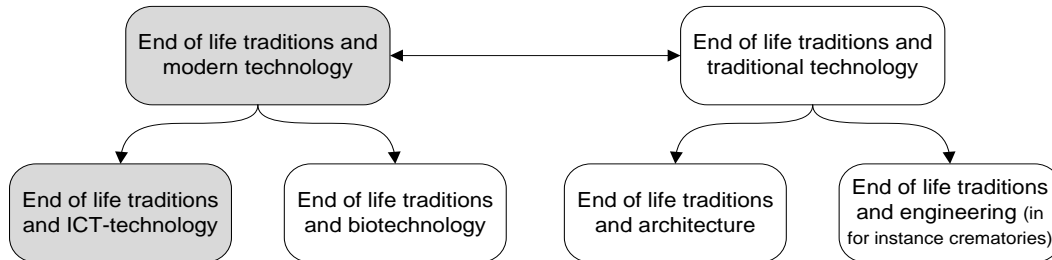 End of life traditions and
modern technology
End of life traditions and
traditional technology
End of life traditions
and ICT-technology
End of life traditions
and biotechnology
End of life traditions
and architecture
End of life traditions
and engineering (in
for instance crematories)